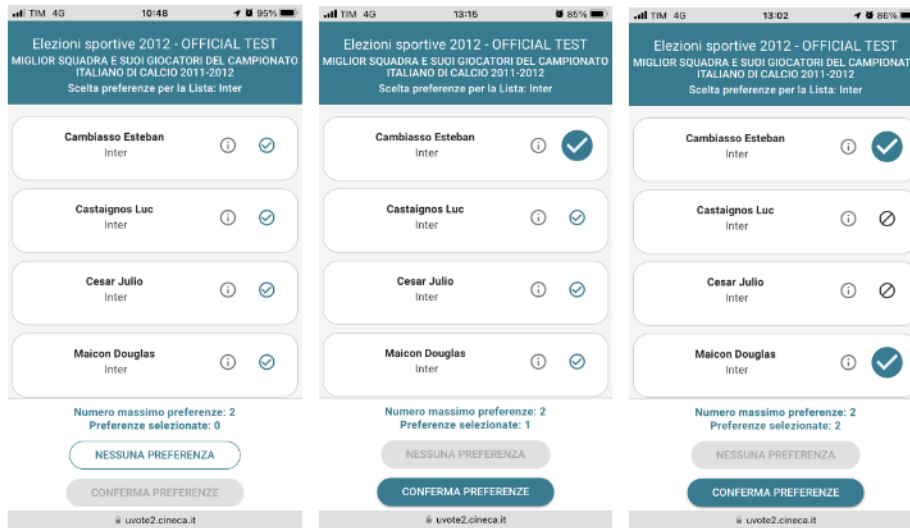 TIM 4G 10:48 95%
Elezioni sportive 2012 - OFFICIAL TEST
MIGLIOR SQUADRA E SUOI GIOCATORI DEL CAMPIONATO
ITALIANO DI CALCIO 2011-2012
Scelta preferenze per la Lista: Inter
Cambiasso Esteban
Inter
Castaignos Luc
Inter
Cesar Julio
Inter
Maicon Douglas
Inter
Numero massimo preferenze: 2
Preferenze selezionate: 0
NESSUNA PREFERENZA
CONFERMA PREFERENZE
uvote2.cineca.it
TIM 4G 13:15 85%
Elezioni sportive 2012 - OFFICIAL TEST
MIGLIOR SQUADRA E SUOI GIOCATORI DEL CAMPIONATO
ITALIANO DI CALCIO 2011-2012
Scelta preferenze per la Lista: Inter
Cambiasso Esteban
Inter
Castaignos Luc
Inter
Cesar Julio
Inter
Maicon Douglas
Inter
Numero massimo preferenze: 2
Preferenze selezionate: 1
NESSUNA PREFERENZA
CONFERMA PREFERENZE
uvote2.cineca.it
TIM 4G 13:02 86%
Elezioni sportive 2012 - OFFICIAL TEST
MIGLIOR SQUADRA E SUOI GIOCATORI DEL CAMPIONAT
ITALIANO DI CALCIO 2011-2012
Scelta preferenze per la Lista: Inter
Cambiasso Esteban
Inter
Castaignos Luc
Inter
Cesar Julio
Inter
Maicon Douglas
Inter
Numero massimo preferenze: 2
Preferenze selezionate: 2
NESSUNA PREFERENZA
CONFERMA PREFERENZE
uvote2.cineca.it